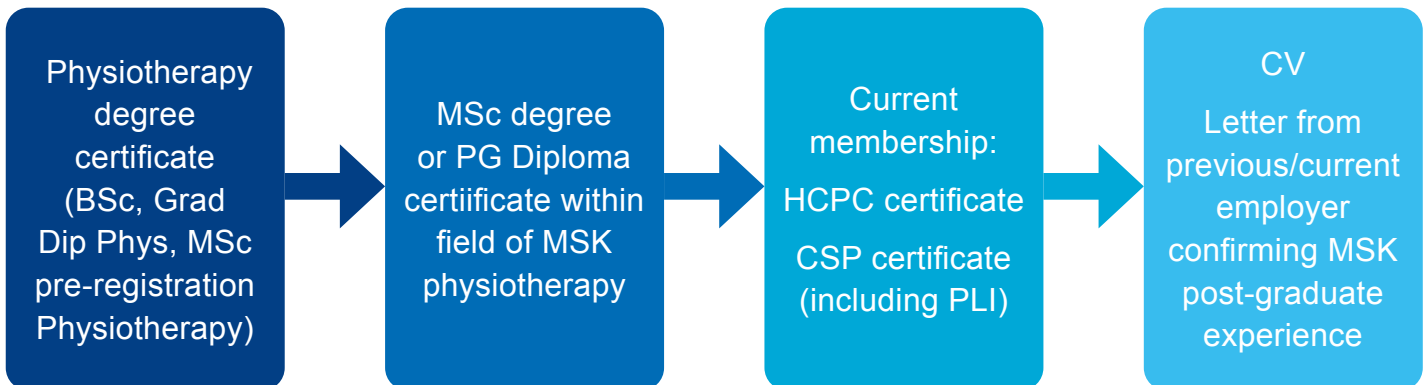 Physiotherapy
degree
certificate
(BSc, Grad
Dip Phys, MSc
pre-registration
Physiotherapy)
MSc degree
or PG Diploma
certiificate within
field of MSK
physiotherapy
Current
membership:
HCPC certificate
CSP certificate
(including PLI)
CV
Letter from
previous/current
employer
confirming MSK
post-graduate
experience